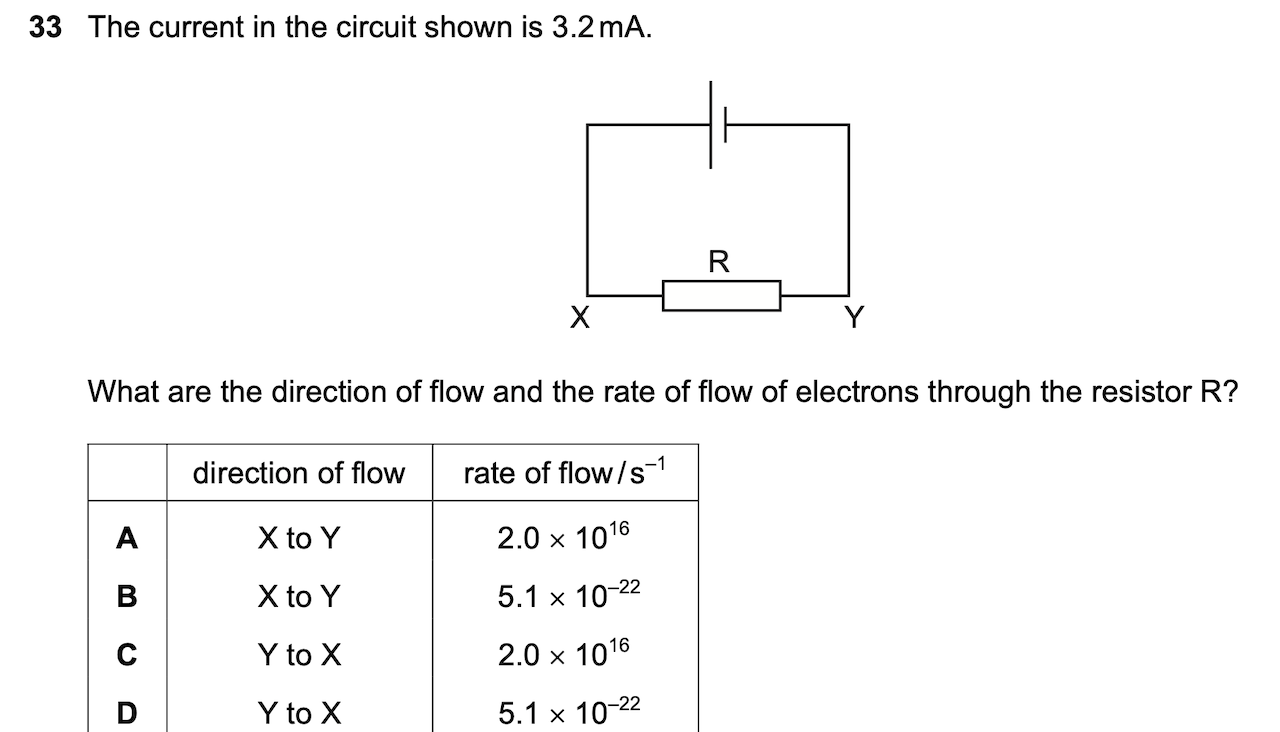 33 The current in the circuit shown is 3.2 mA.
R
X Y
What are the direction of flow and the rate of flow of electrons through the resistor R?
direction of flow rate of flow / s⁻¹
A X to Y 2.0 × 10¹⁶
B X to Y 5.1 × 10⁻²²
C Y to X 2.0 × 10¹⁶
D Y to X 5.1 × 10⁻²²